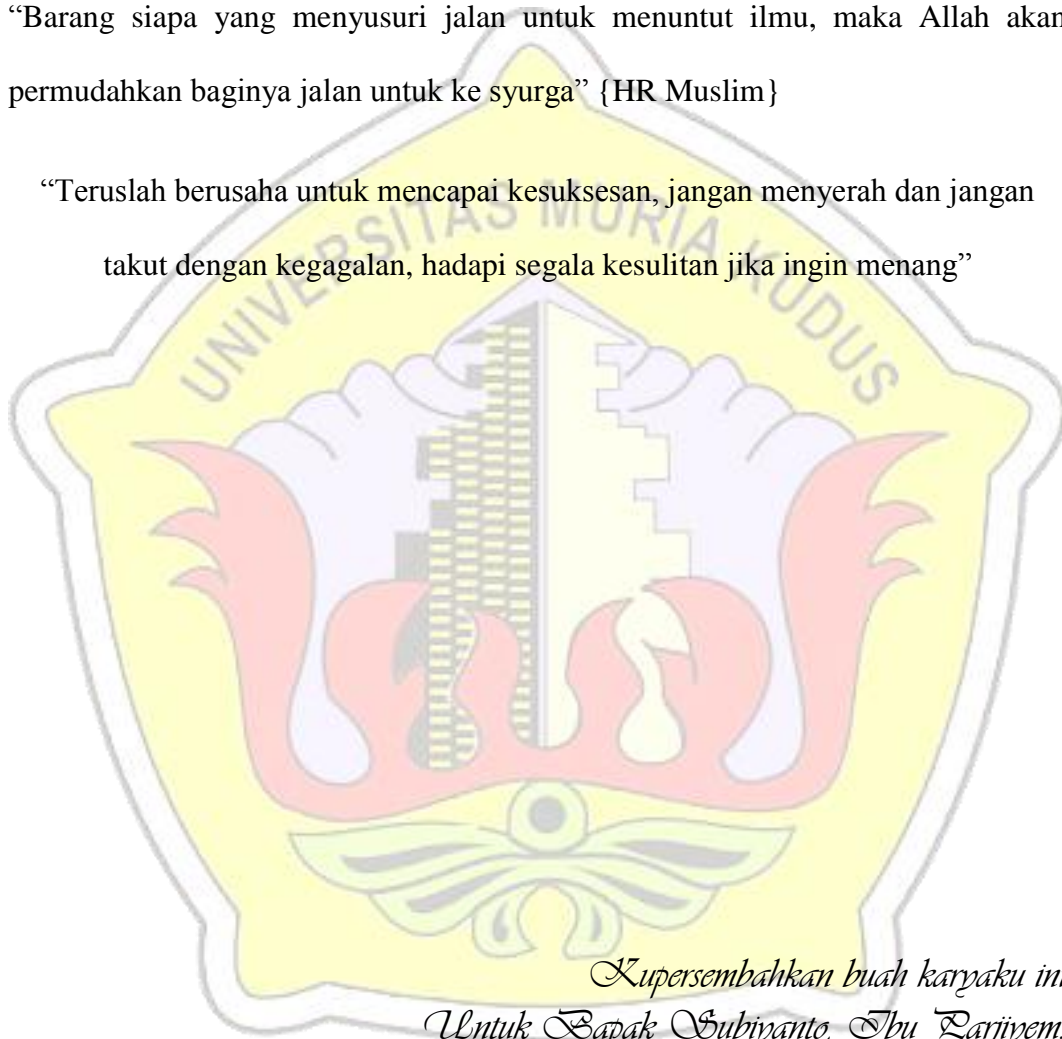 “Barang siapa yang menyusuri jalan untuk menuntut ilmu, maka Allah akan
permudahkan baginya jalan untuk ke syurga” {HR Muslim}
“Teruslah berusaha untuk mencapai kesuksesan, jangan menyerah dan jangan
takut dengan kegagalan, hadapi segala kesulitan jika ingin menang”
UNIVERSITAS MURIA KUDUS
Kupersembahkan buah karyaku ini
Untuk Bapak Subiyanto, Ibu Parjiyem,